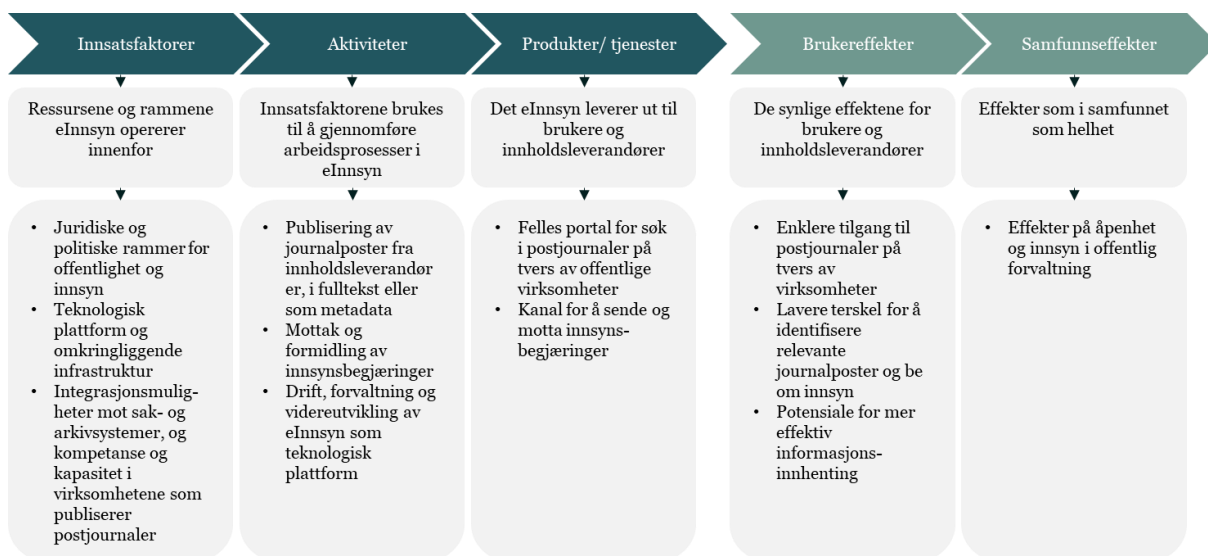 Innsatsfaktorer
Aktiviteter
Produkter/ tjenester
Brukereffekter
Samfunnseffekter
Ressursene og rammene
eInnsyn opererer
innenfor
Innsatsfaktorene brukes
til å gjennomføre
arbeidsprosesser i
eInnsyn
Det eInnsyn leverer ut til
brukere og
innholdsleverandører
De synlige effektene for
brukere og
innholdsleverandører
Effekter som i samfunnet
som helhet
• Juridiske og
politiske rammer for
offentlighet og
innsyn
• Teknologisk
plattform og
omkringliggende
infrastruktur
• Integrasjonsmulig-
heter mot sak- og
arkivsystemer, og
kompetanse og
kapasitet i
virksomhetene som
publiserer
postjournaler
• Publisering av
journalposter fra
innholdsleverandør
er, i fulltekst eller
som metadata
• Mottak og
formidling av
innsynsbegjæringer
• Drift, forvaltning og
videreutvikling av
eInnsyn som
teknologisk
plattform
• Felles portal for søk
i postjournaler på
tvers av offentlige
virksomheter
• Kanal for å sende og
motta innsyns-
begjæringer
• Enklere tilgang til
postjournaler på
tvers av
virksomheter
• Lavere terskel for å
identifisere
relevante
journalposter og be
om innsyn
• Potensiale for mer
effektiv
informasjons-
innhenting
• Effekter på åpenhet
og innsyn i offentlig
forvaltning